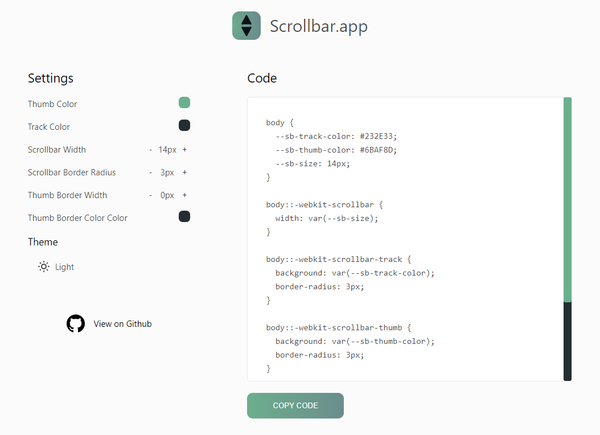 Scrollbar.app
Settings
Thumb Color
Track Color
Scrollbar Width - 14px +
Scrollbar Border Radius - 3px +
Thumb Border Width - 0px +
Thumb Border Color Color
Theme
Light
View on Github
Code
body {
--sb-track-color: #232E33;
--sb-thumb-color: #6BAF8D;
--sb-size: 14px;
}
body::-webkit-scrollbar {
width: var(--sb-size);
}
body::-webkit-scrollbar-track {
background: var(--sb-track-color);
border-radius: 3px;
}
body::-webkit-scrollbar-thumb {
background: var(--sb-thumb-color);
border-radius: 3px;
}
COPY CODE